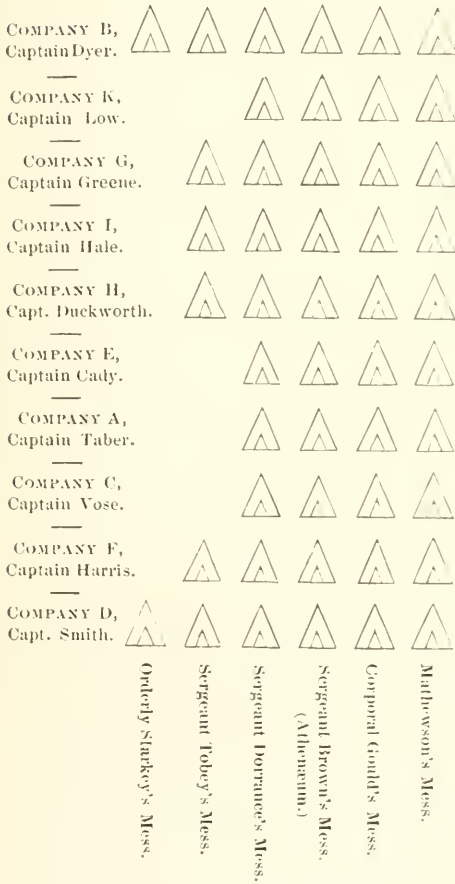 COMPANY B,
Captain Dyer.
COMPANY K,
Captain Low.
COMPANY G,
Captain Greene.
COMPANY I,
Captain Hale.
COMPANY H,
Capt. Duckworth.
COMPANY E,
Captain Cady.
COMPANY A,
Captain Taber.
COMPANY C,
Captain Vose.
COMPANY F,
Captain Harris.
COMPANY D,
Capt. Smith.
Orderly Starkey's Mess.
Sergeant Tobey's Mess.
Sergeant Dorrance's Mess.
Sergeant Brown's Mess.
(Athenæum.)
Corporal Gould's Mess.
Mathewson's Mess.